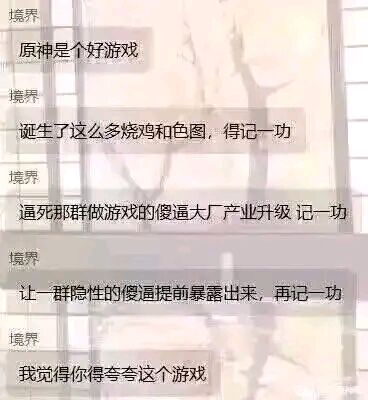 境界
原神是个好游戏
境界
诞生了这么多烧鸡和色图，得记一功
境界
逼死那群做游戏的傻逼大厂产业升级 记一功
境界
让一群隐性的傻逼提前暴露出来，再记一功
境界
我觉得你得夸夸这个游戏